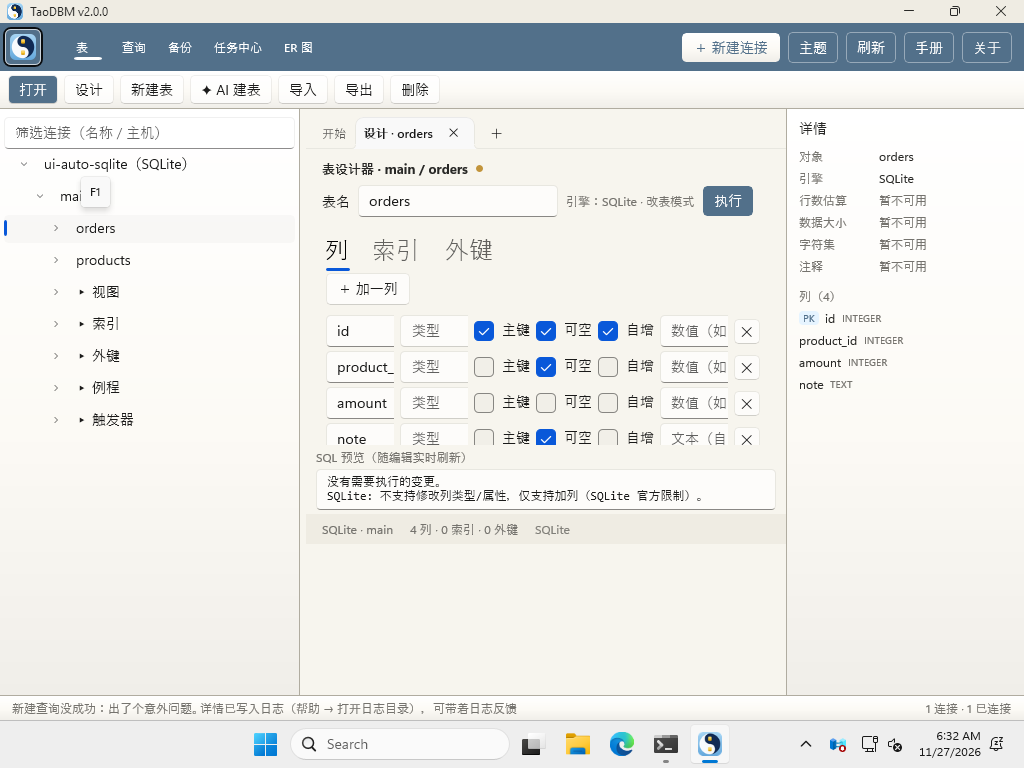 TaoDBM v2.0.0
表 查询 备份 任务中心 ER 图 + 新建连接 主题 刷新 手册 关于
打开 设计 新建表 ✦ AI 建表 导入 导出 删除
筛选连接（名称 / 主机）
ui-auto-sqlite（SQLite）
F1
orders
products
视图
索引
外键
例程
触发器
开始 设计 · orders
表设计器 · main / orders
表名 orders 引擎：SQLite · 改表模式 执行
列 索引 外键
+ 加一列
id 类型 主键 可空 自增 数值（如
product_ 类型 主键 可空 自增 数值（如
amount 类型 主键 可空 自增 数值（如
note 类型 主键 可空 自增 文本（自
SQL 预览（随编辑实时刷新）
没有需要执行的变更。
SQLite: 不支持修改列类型/属性，仅支持加列（SQLite 官方限制）。
SQLite · main 4 列 · 0 索引 · 0 外键 SQLite
详情
对象 orders
引擎 SQLite
行数估算 暂不可用
数据大小 暂不可用
字符集 暂不可用
注释 暂不可用
列（4）
PK id INTEGER
product_id INTEGER
amount INTEGER
note TEXT
新建查询没成功：出了个意外问题。详情已写入日志（帮助 → 打开日志目录），可带着日志反馈
1 连接 · 1 已连接
Search
6:32 AM
11/27/2026